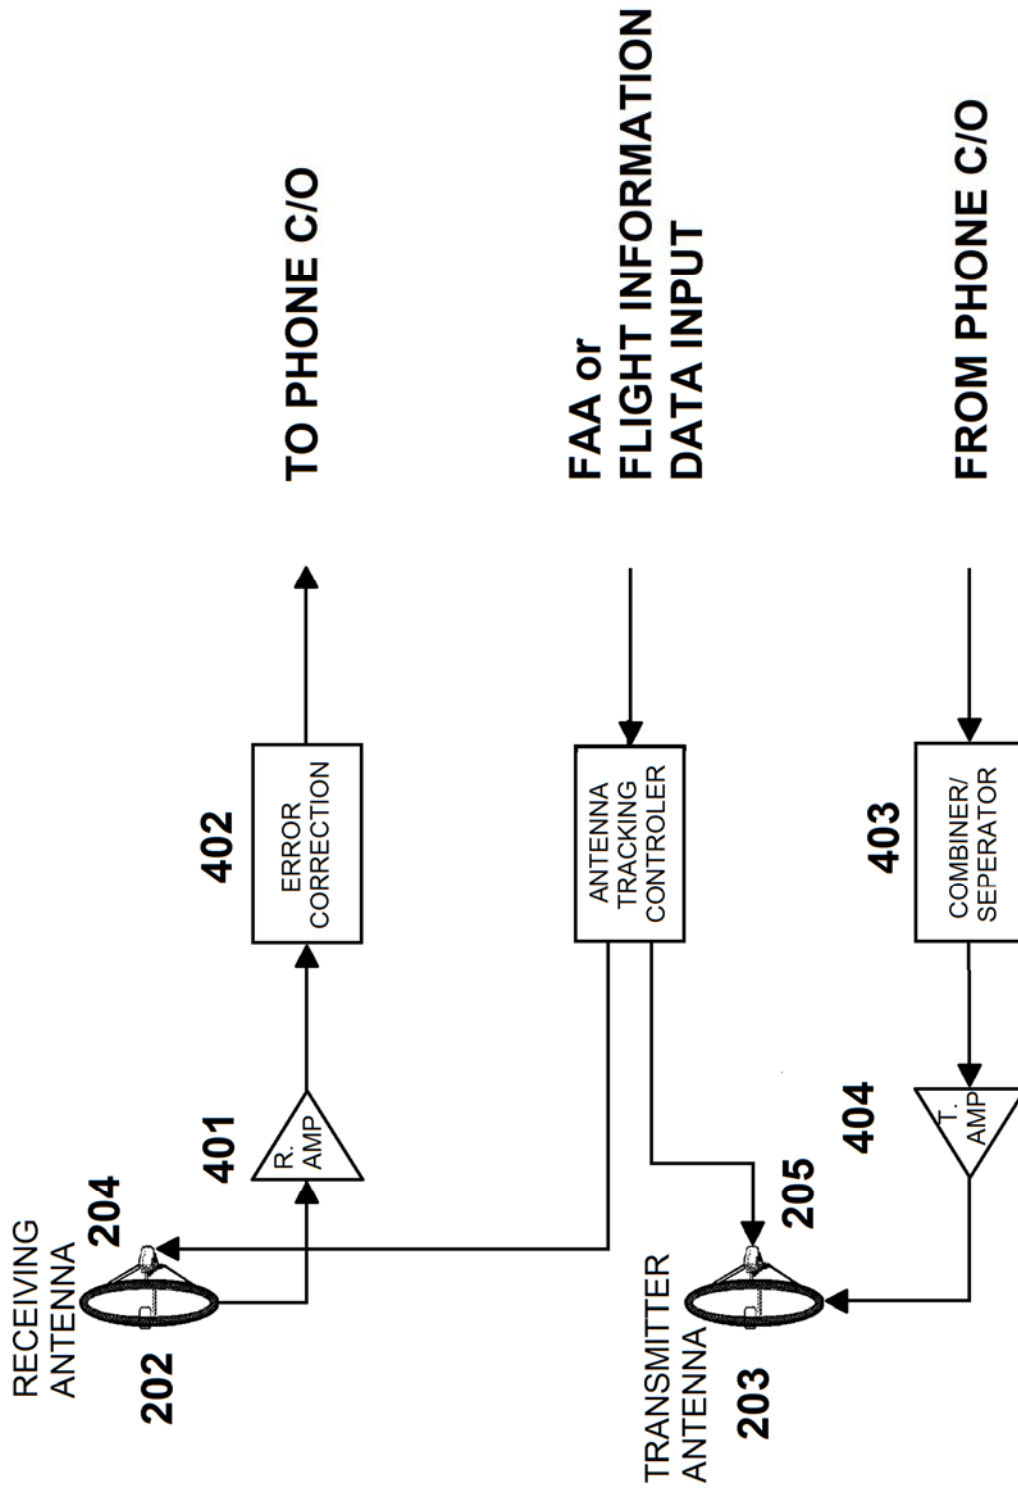 RECEIVING
ANTENNA
204
202
401
R.
AMP
402
ERROR
CORRECTION
TO PHONE C/O
ANTENNA
TRACKING
CONTROLER
FAA or
FLIGHT INFORMATION
DATA INPUT
TRANSMITTER
ANTENNA
205
203
404
T.
AMP
403
COMBINER/
SEPERATOR
FROM PHONE C/O